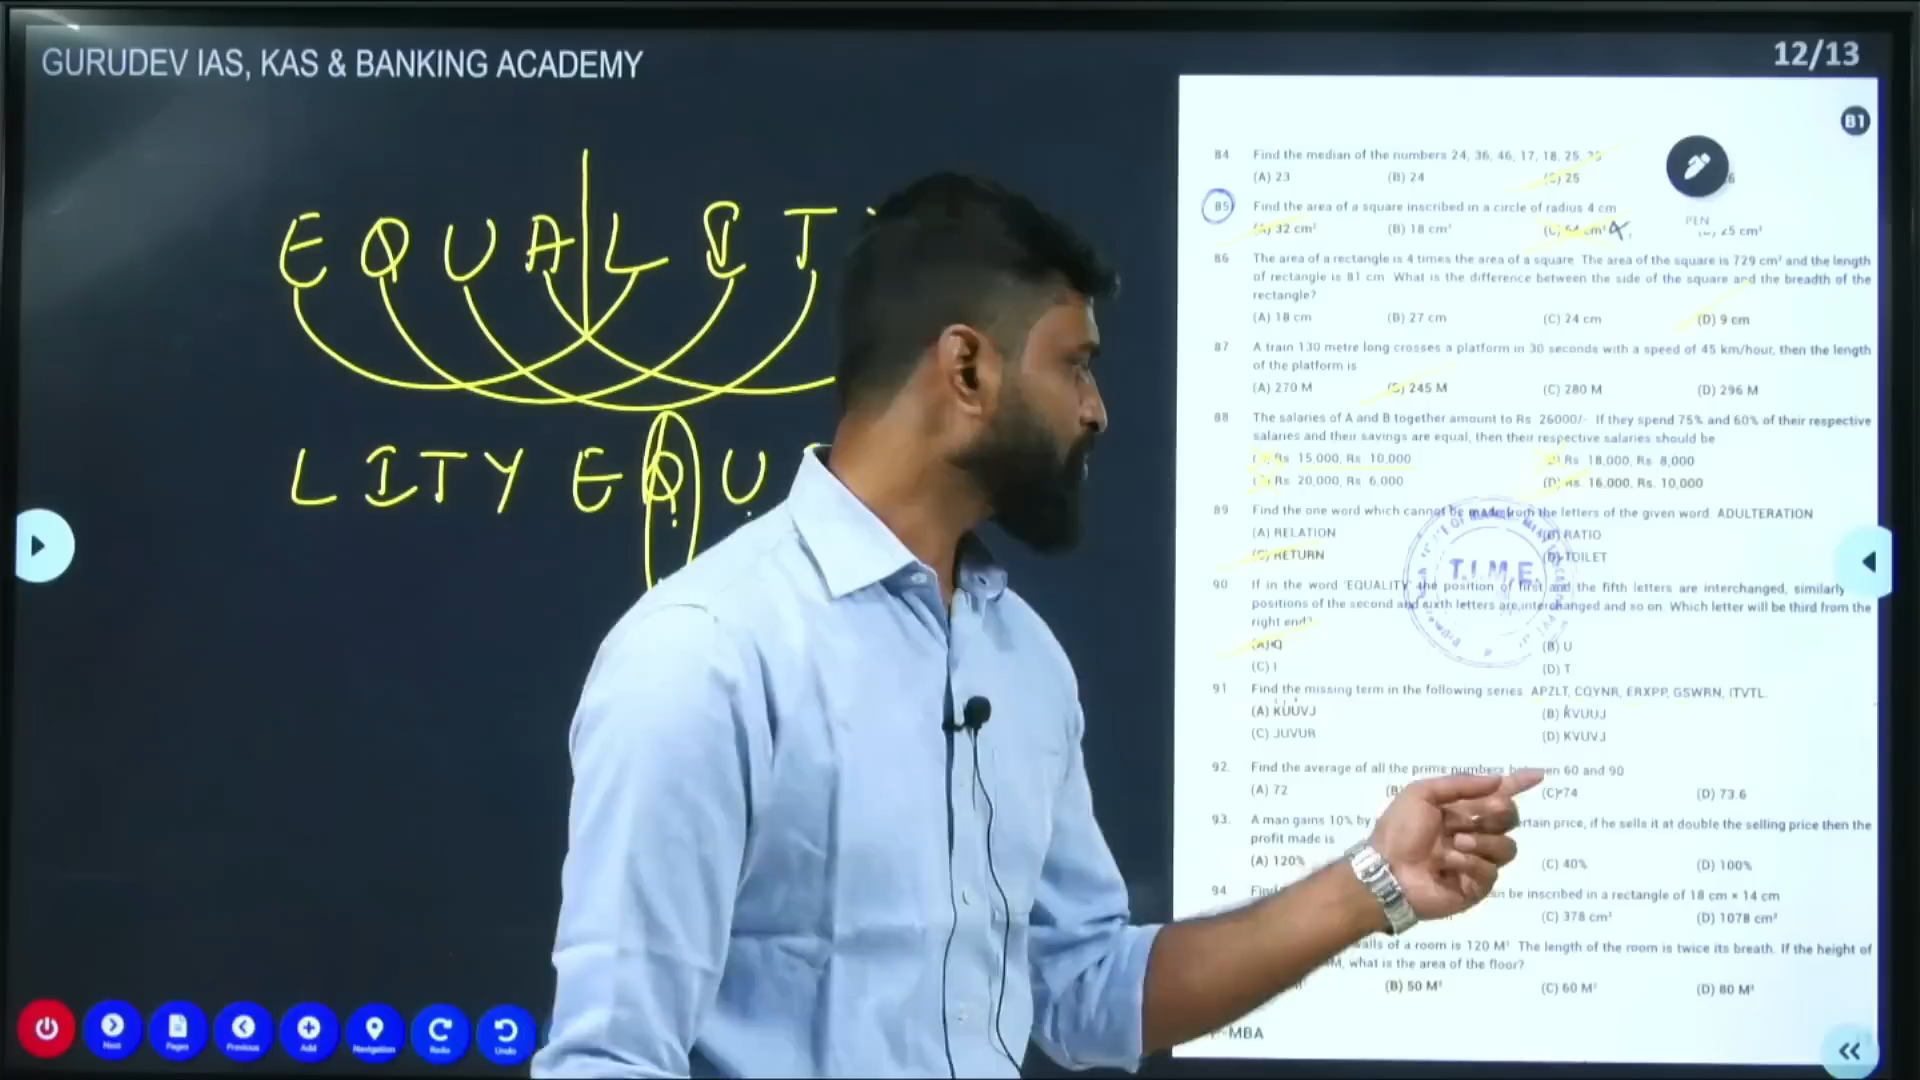 GURUDEV IAS, KAS & BANKING ACADEMY
12/13
E Q U A L I T
L I T Y E Q U
B1
84 Find the median of the numbers 24, 36, 46, 17, 18, 25,
(A) 23 (B) 24 (C) 25
85 Find the area of a square inscribed in a circle of radius 4 cm
PEN
(A) 32 cm² (B) 18 cm² (C) 64 cm² 25 cm²
86 The area of a rectangle is 4 times the area of a square. The area of the square is 729 cm² and the length
of rectangle is 81 cm. What is the difference between the side of the square and the breadth of the
rectangle?
(A) 18 cm (B) 27 cm (C) 24 cm (D) 9 cm
87 A train 130 metre long crosses a platform in 30 seconds with a speed of 45 km/hour, then the length
of the platform is
(A) 270 M (B) 245 M (C) 280 M (D) 296 M
88 The salaries of A and B together amount to Rs 26000/- If they spend 75% and 60% of their respective
salaries and their savings are equal, then their respective salaries should be
Rs 15,000, Rs 10,000 Rs 18,000, Rs 8,000
Rs 20,000, Rs 6,000 (D) Rs. 16,000, Rs. 10,000
89 Find the one word which cannot be made from the letters of the given word ADULTERATION
(A) RELATION (B) RATIO
(C) RETURN (D) TOILET
T.I.M.E.
90 If in the word 'EQUALITY' the position of first and the fifth letters are interchanged, similarly
positions of the second and sixth letters are interchanged and so on. Which letter will be third from the
right end?
(A) Q (B) U
(C) I (D) T
91 Find the missing term in the following series APZLT, CQYNR, ERXPP, GSWRN, ITVTL
(A) KUUVJ (B) KVUUJ
(C) JUVUR (D) KVUVJ
92. Find the average of all the prime numbers between 60 and 90
(A) 72 (C) 74 (D) 73.6
93. A man gains 10% by certain price, if he sells it at double the selling price then the
profit made is
(A) 120% (C) 40% (D) 100%
94 Find be inscribed in a rectangle of 18 cm × 14 cm
(C) 378 cm² (D) 1078 cm²
walls of a room is 120 M² The length of the room is twice its breath. If the height of
what is the area of the floor?
(B) 50 M² (C) 60 M² (D) 80 M²
MBA
Next Pages Previous Add Navigation Redo Undo